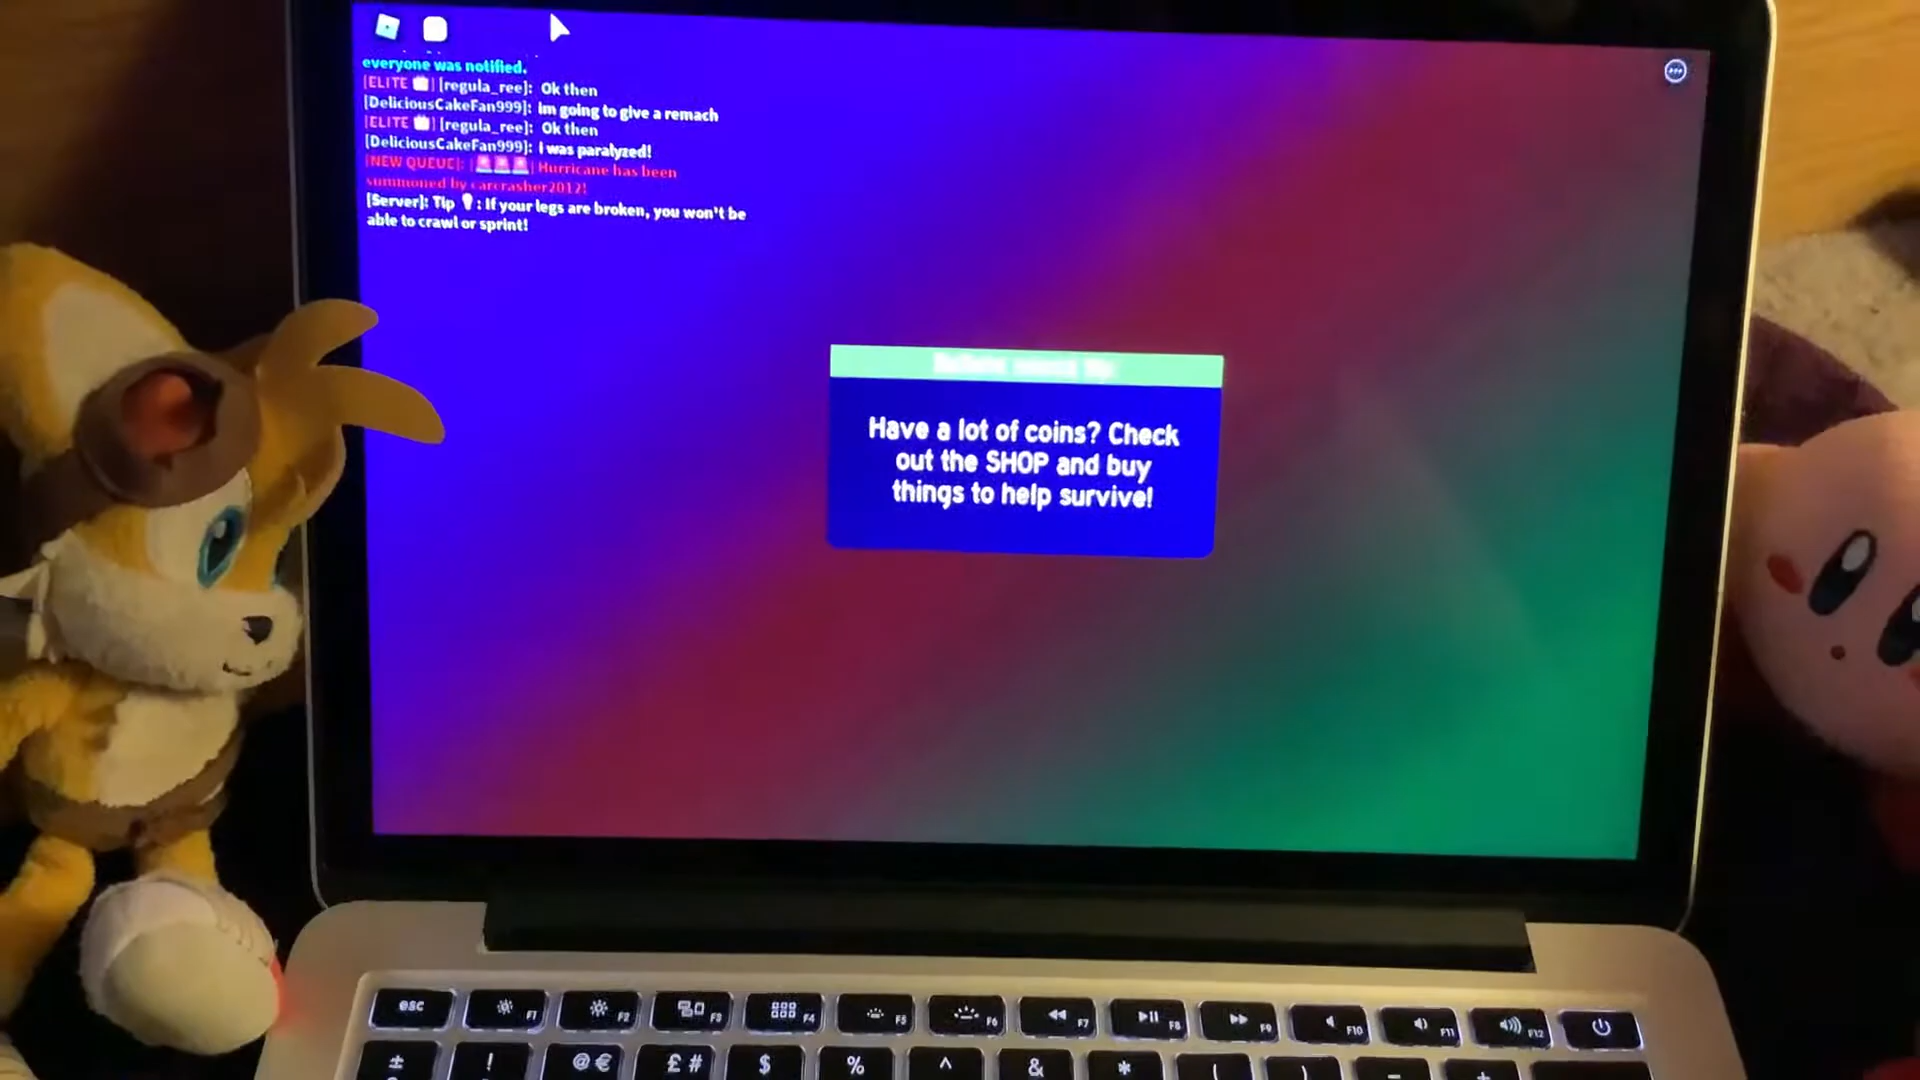 everyone was notified.
[ELITE] [regula_ree]: Ok then
[DeliciousCakeFan999]: Im going to give a remach
[ELITE] [regula_ree]: Ok then
[DeliciousCakeFan999]: I was paralyzed!
[NEW QUEUE]: [🚨🚨🚨] Hurricane has been
summoned by carcrasher2012!
[Server]: Tip 💡: If your legs are broken, you won't be
able to crawl or sprint!
Have a lot of coins? Check
out the SHOP and buy
things to help survive!
esc F1 F2 F3 F4 F5 F6 F7 F8 F9 F10 F11 F12
± ! @ € £ # $ % ^ & * ( ) _ +